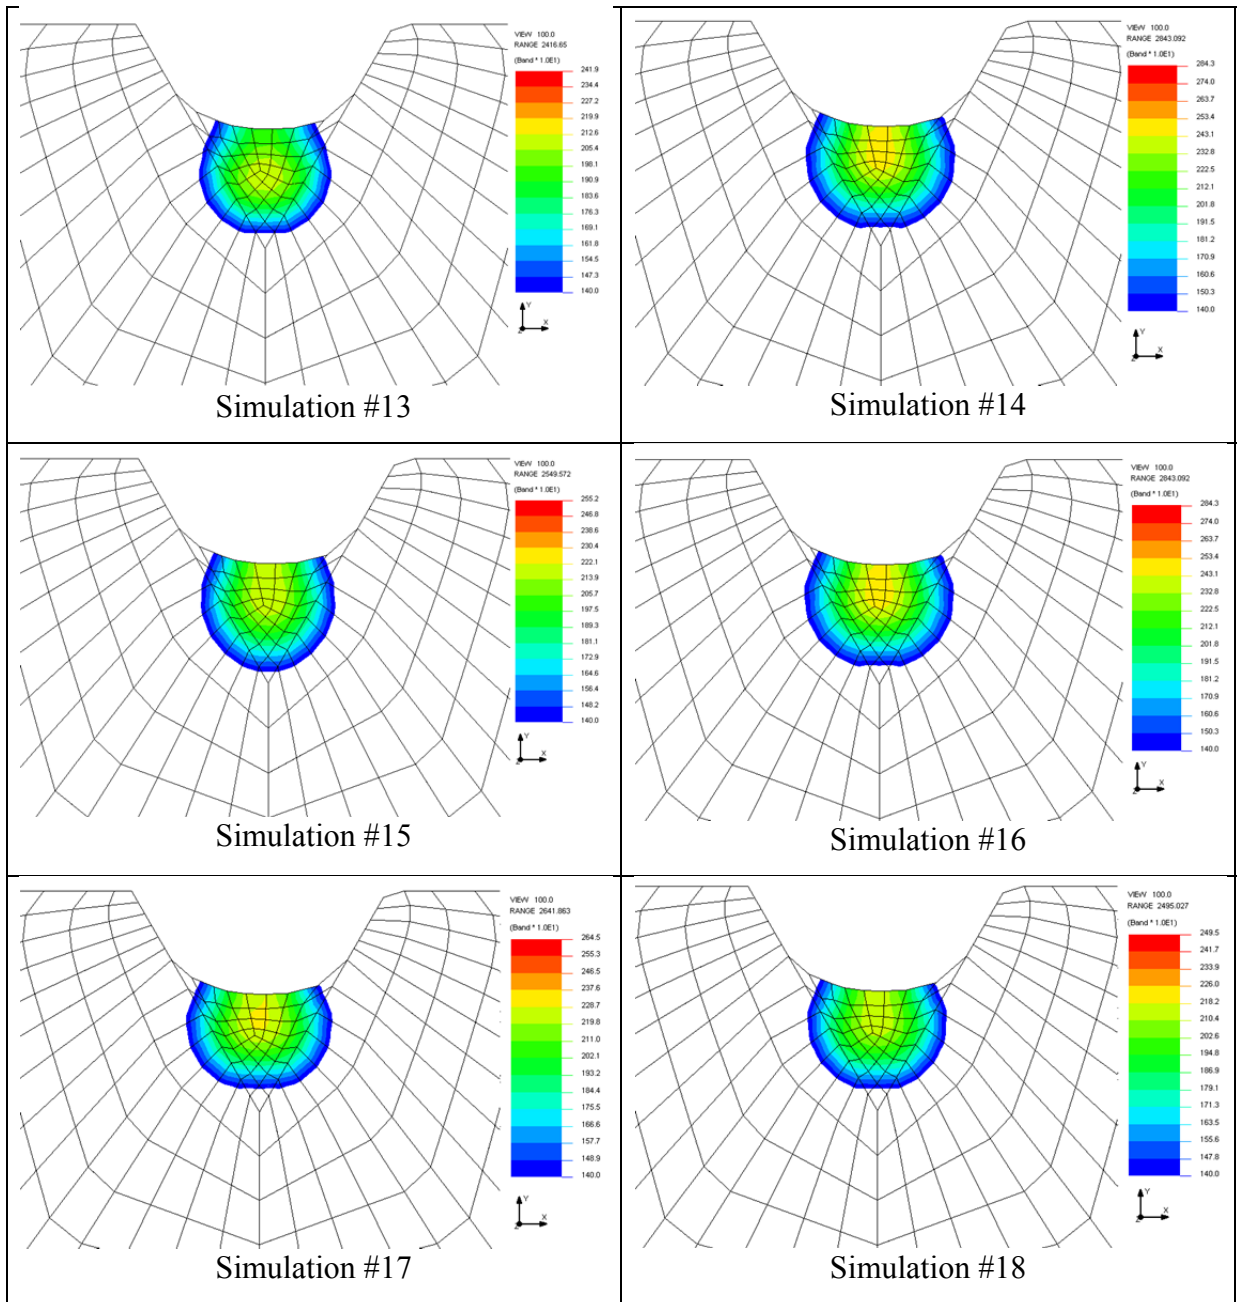 VIEW 100.0
RANGE 2416.65
(Band * 1.0E1)
241.9
234.4
227.2
219.9
212.6
205.4
198.1
190.9
183.6
176.3
169.1
161.8
154.5
147.3
140.0
Y
X
Z
Simulation #13
VIEW 100.0
RANGE 2843.092
(Band * 1.0E1)
284.3
274.0
263.7
253.4
243.1
232.8
222.5
212.1
201.8
191.5
181.2
170.9
160.6
150.3
140.0
Y
X
Z
Simulation #14
VIEW 100.0
RANGE 2549.572
(Band * 1.0E1)
255.2
246.8
238.6
230.4
222.1
213.9
205.7
197.5
189.3
181.1
172.9
164.6
156.4
148.2
140.0
Y
X
Z
Simulation #15
VIEW 100.0
RANGE 2843.092
(Band * 1.0E1)
284.3
274.0
263.7
253.4
243.1
232.8
222.5
212.1
201.8
191.5
181.2
170.9
160.6
150.3
140.0
Y
X
Z
Simulation #16
VIEW 100.0
RANGE 2641.863
(Band * 1.0E1)
264.5
255.3
246.5
237.6
228.7
219.8
211.0
202.1
193.2
184.4
175.5
166.6
157.7
148.9
140.0
Y
X
Z
Simulation #17
VIEW 100.0
RANGE 2495.027
(Band * 1.0E1)
249.5
241.7
233.9
226.0
218.2
210.4
202.6
194.8
186.9
179.1
171.3
163.5
155.6
147.8
140.0
Y
X
Z
Simulation #18